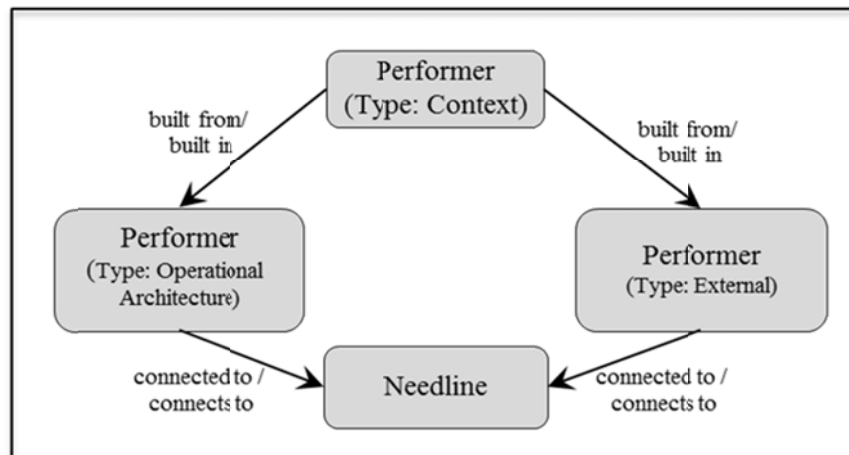 Performer
(Type: Context)
built from/
built in
built from/
built in
Performer
(Type: Operational
Architecture)
Performer
(Type: External)
connected to /
connects to
Needline
connected to /
connects to